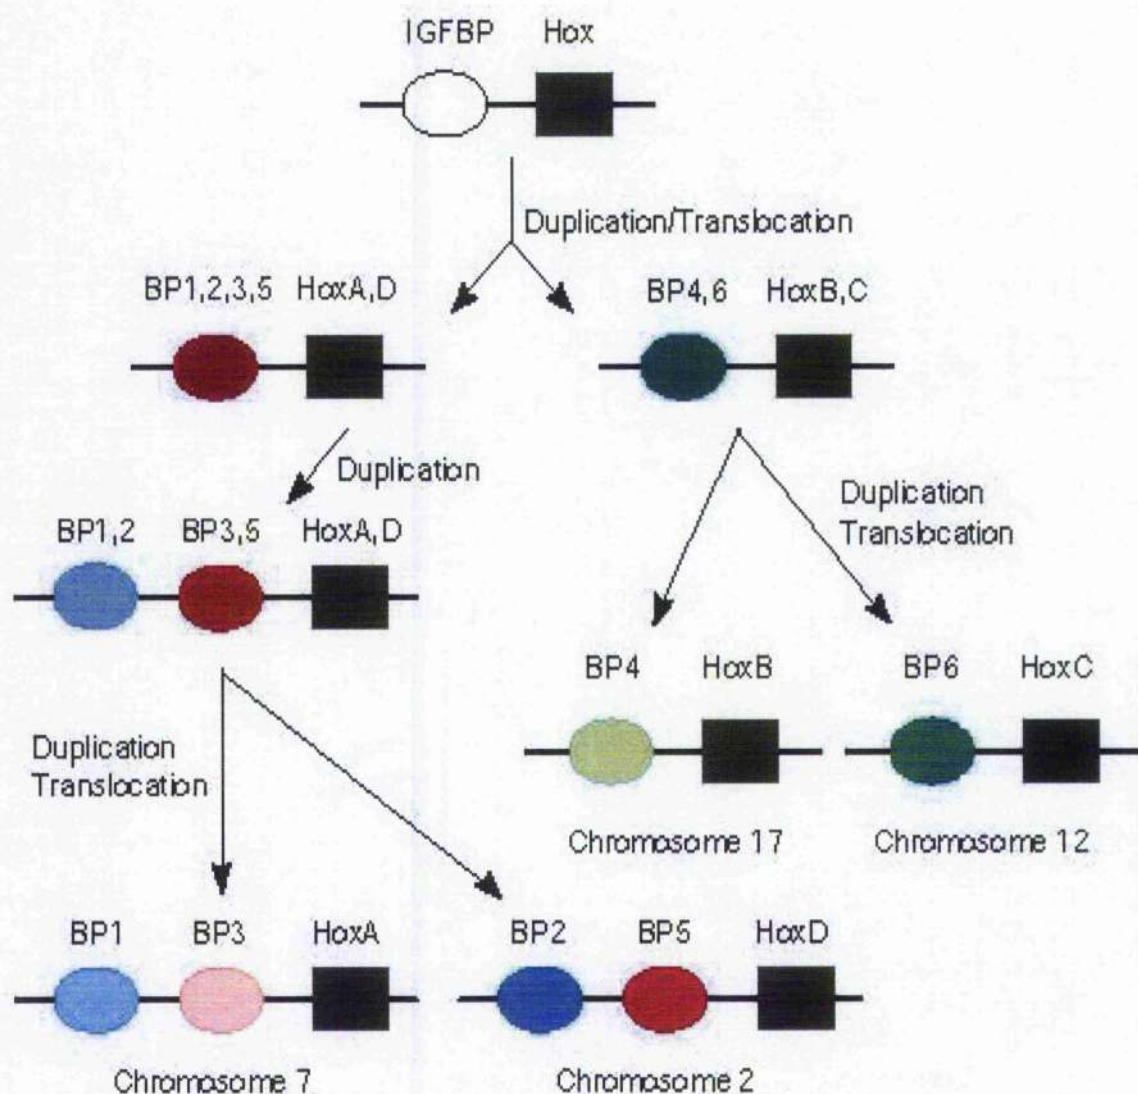 IGFBP Hox
Duplication/Translocation
BP1,2,3,5 HoxA,D
BP4,6 HoxB,C
Duplication
Duplication
Translocation
BP1,2 BP3,5 HoxA,D
BP4 HoxB
BP6 HoxC
Duplication
Translocation
Chromosome 17
Chromosome 12
BP1 BP3 HoxA
BP2 BP5 HoxD
Chromosome 7
Chromosome 2